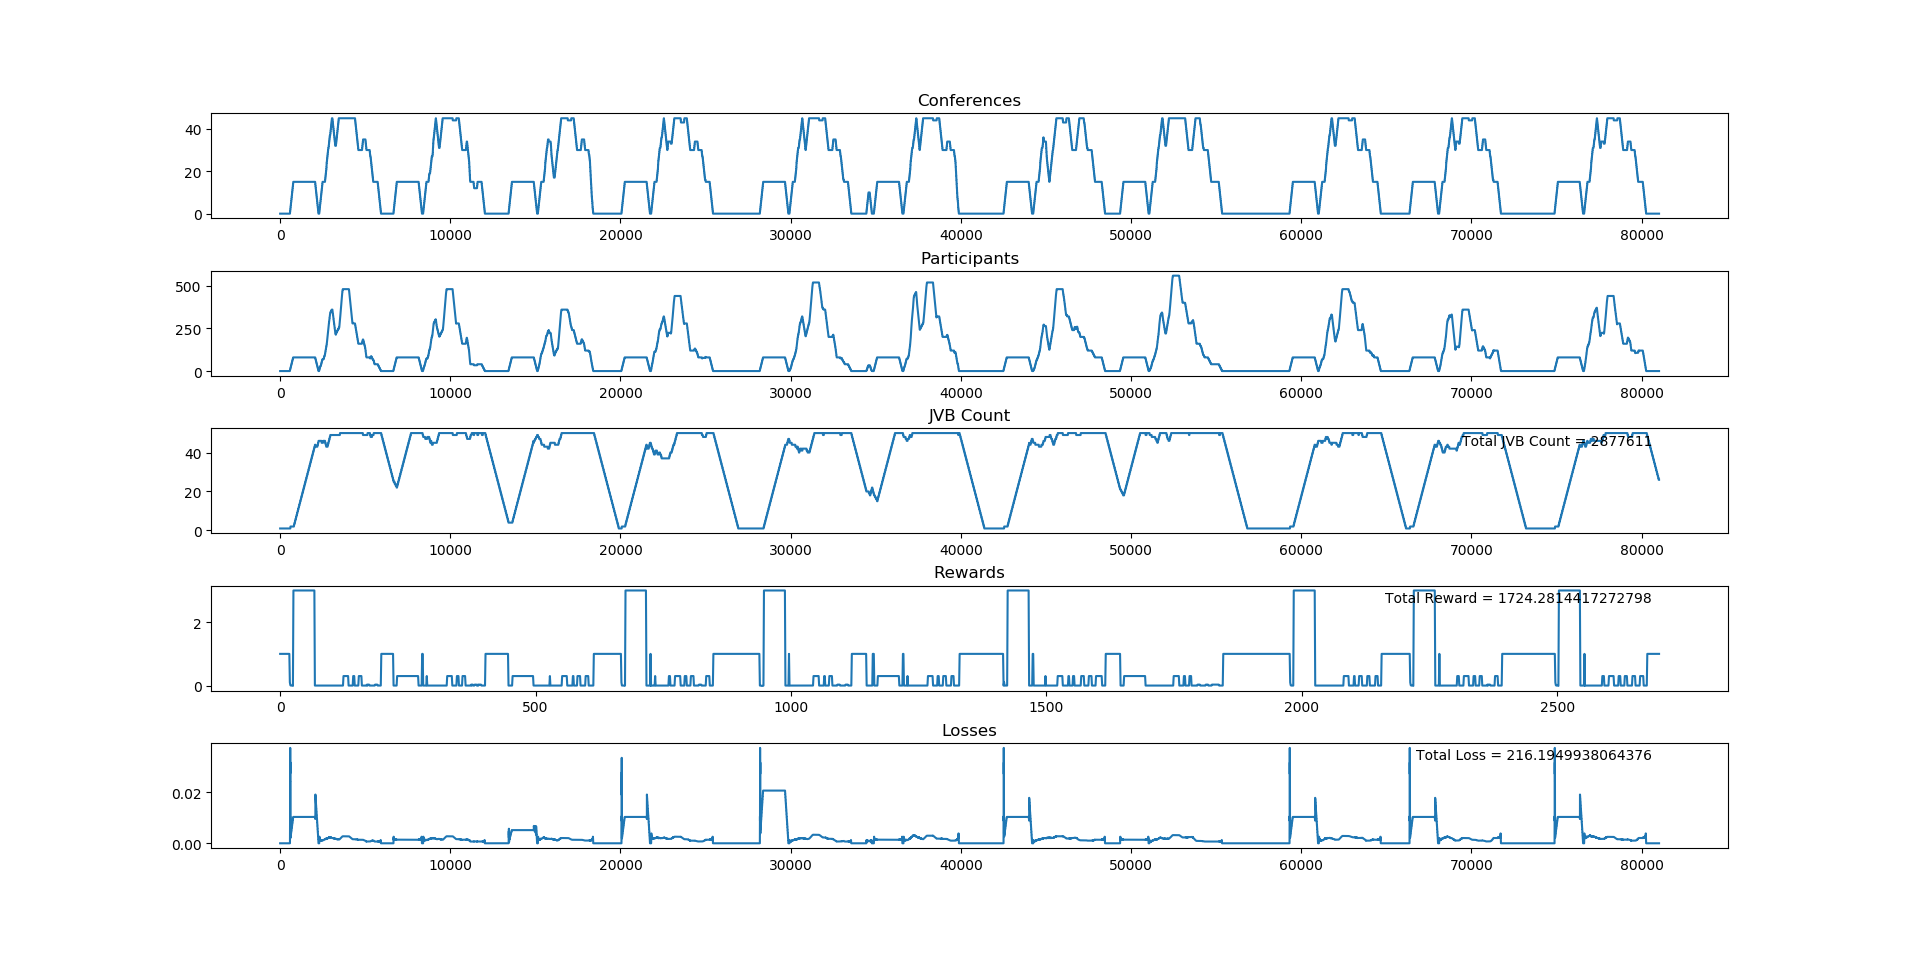 Conferences
40
20
0
0 10000 20000 30000 40000 50000 60000 70000 80000
Participants
500
250
0
0 10000 20000 30000 40000 50000 60000 70000 80000
JVB Count
Total JVB Count = 2877611
40
20
0
0 10000 20000 30000 40000 50000 60000 70000 80000
Rewards
Total Reward = 1724.2814417272798
2
0
0 500 1000 1500 2000 2500
Losses
Total Loss = 216.1949938064376
0.02
0.00
0 10000 20000 30000 40000 50000 60000 70000 80000